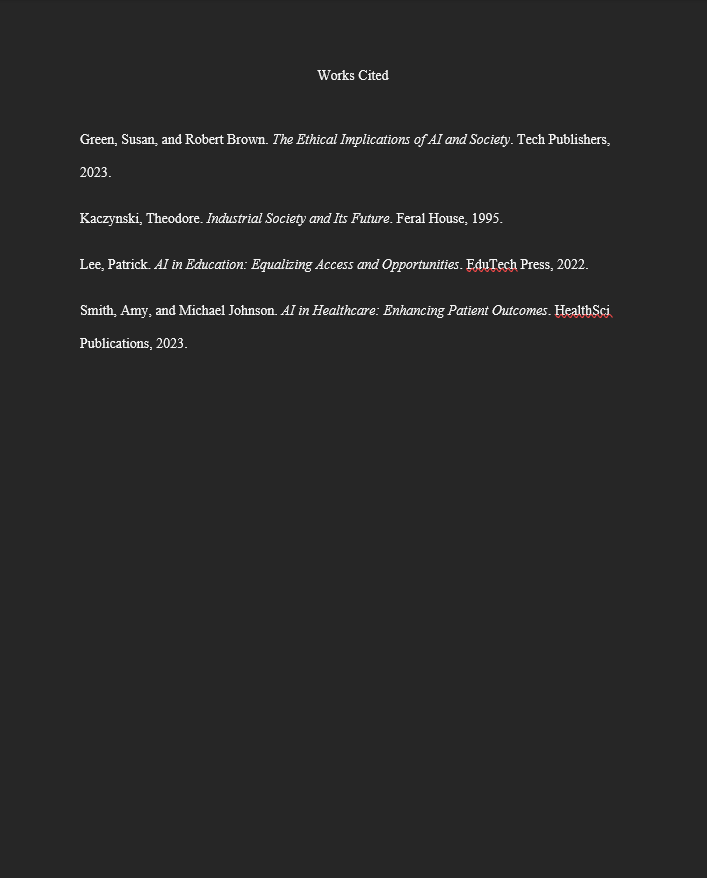 Works Cited
Green, Susan, and Robert Brown. The Ethical Implications of AI and Society. Tech Publishers,
2023.
Kaczynski, Theodore. Industrial Society and Its Future. Feral House, 1995.
Lee, Patrick. AI in Education: Equalizing Access and Opportunities. EduTech Press, 2022.
Smith, Amy, and Michael Johnson. AI in Healthcare: Enhancing Patient Outcomes. HealthSci
Publications, 2023.